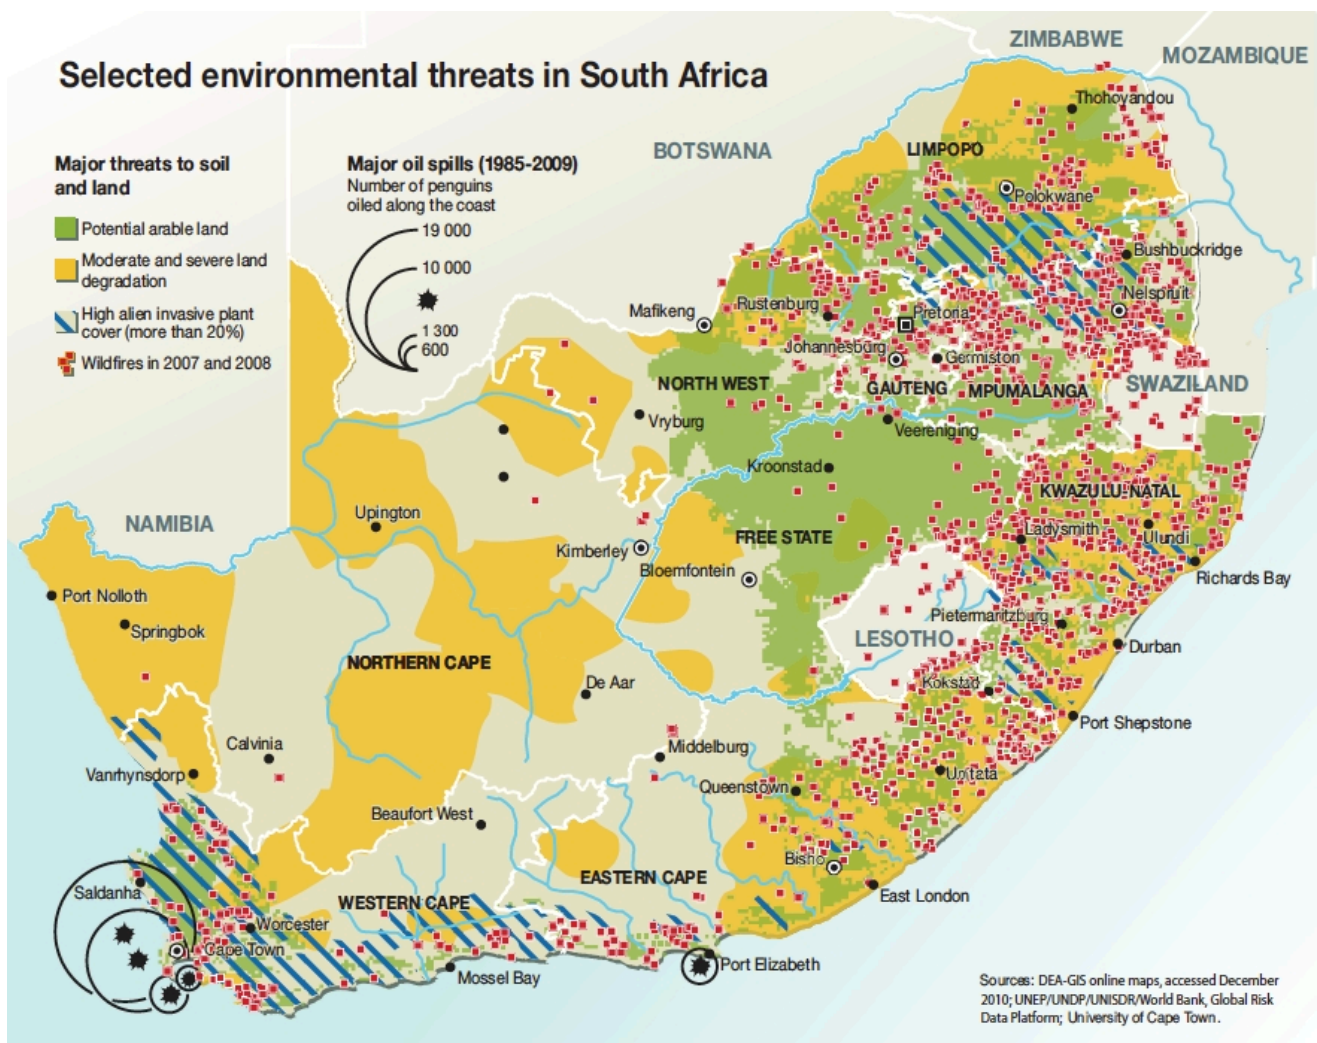 Selected environmental threats in South Africa
Major threats to soil
and land
Potential arable land
Moderate and severe land
degradation
High alien invasive plant
cover (more than 20%)
Wildfires in 2007 and 2008
Major oil spills (1985-2009)
Number of penguins
oiled along the coast
19 000
10 000
1 300
600
ZIMBABWE
MOZAMBIQUE
BOTSWANA
NAMIBIA
SWAZILAND
LESOTHO
LIMPOPO
NORTH WEST
GAUTENG
MPUMALANGA
KWAZULU-NATAL
FREE STATE
NORTHERN CAPE
WESTERN CAPE
EASTERN CAPE
Thohoyandou
Polokwane
Bushbuckridge
Nelspruit
Rustenburg
Pretoria
Mafikeng
Johannesburg
Germiston
Vryburg
Veereniging
Kroonstad
Upington
Kimberley
Bloemfontein
Ladysmith
Ulundi
Richards Bay
Port Nolloth
Springbok
Pietermaritzburg
Durban
De Aar
Kokstad
Port Shepstone
Calvinia
Vanrhynsdorp
Middelburg
Queenstown
Umtata
Beaufort West
Bisho
East London
Saldanha
Worcester
Cape Town
Mossel Bay
Port Elizabeth
Sources: DEA-GIS online maps, accessed December
2010; UNEP/UNDP/UNISDR/World Bank, Global Risk
Data Platform; University of Cape Town.